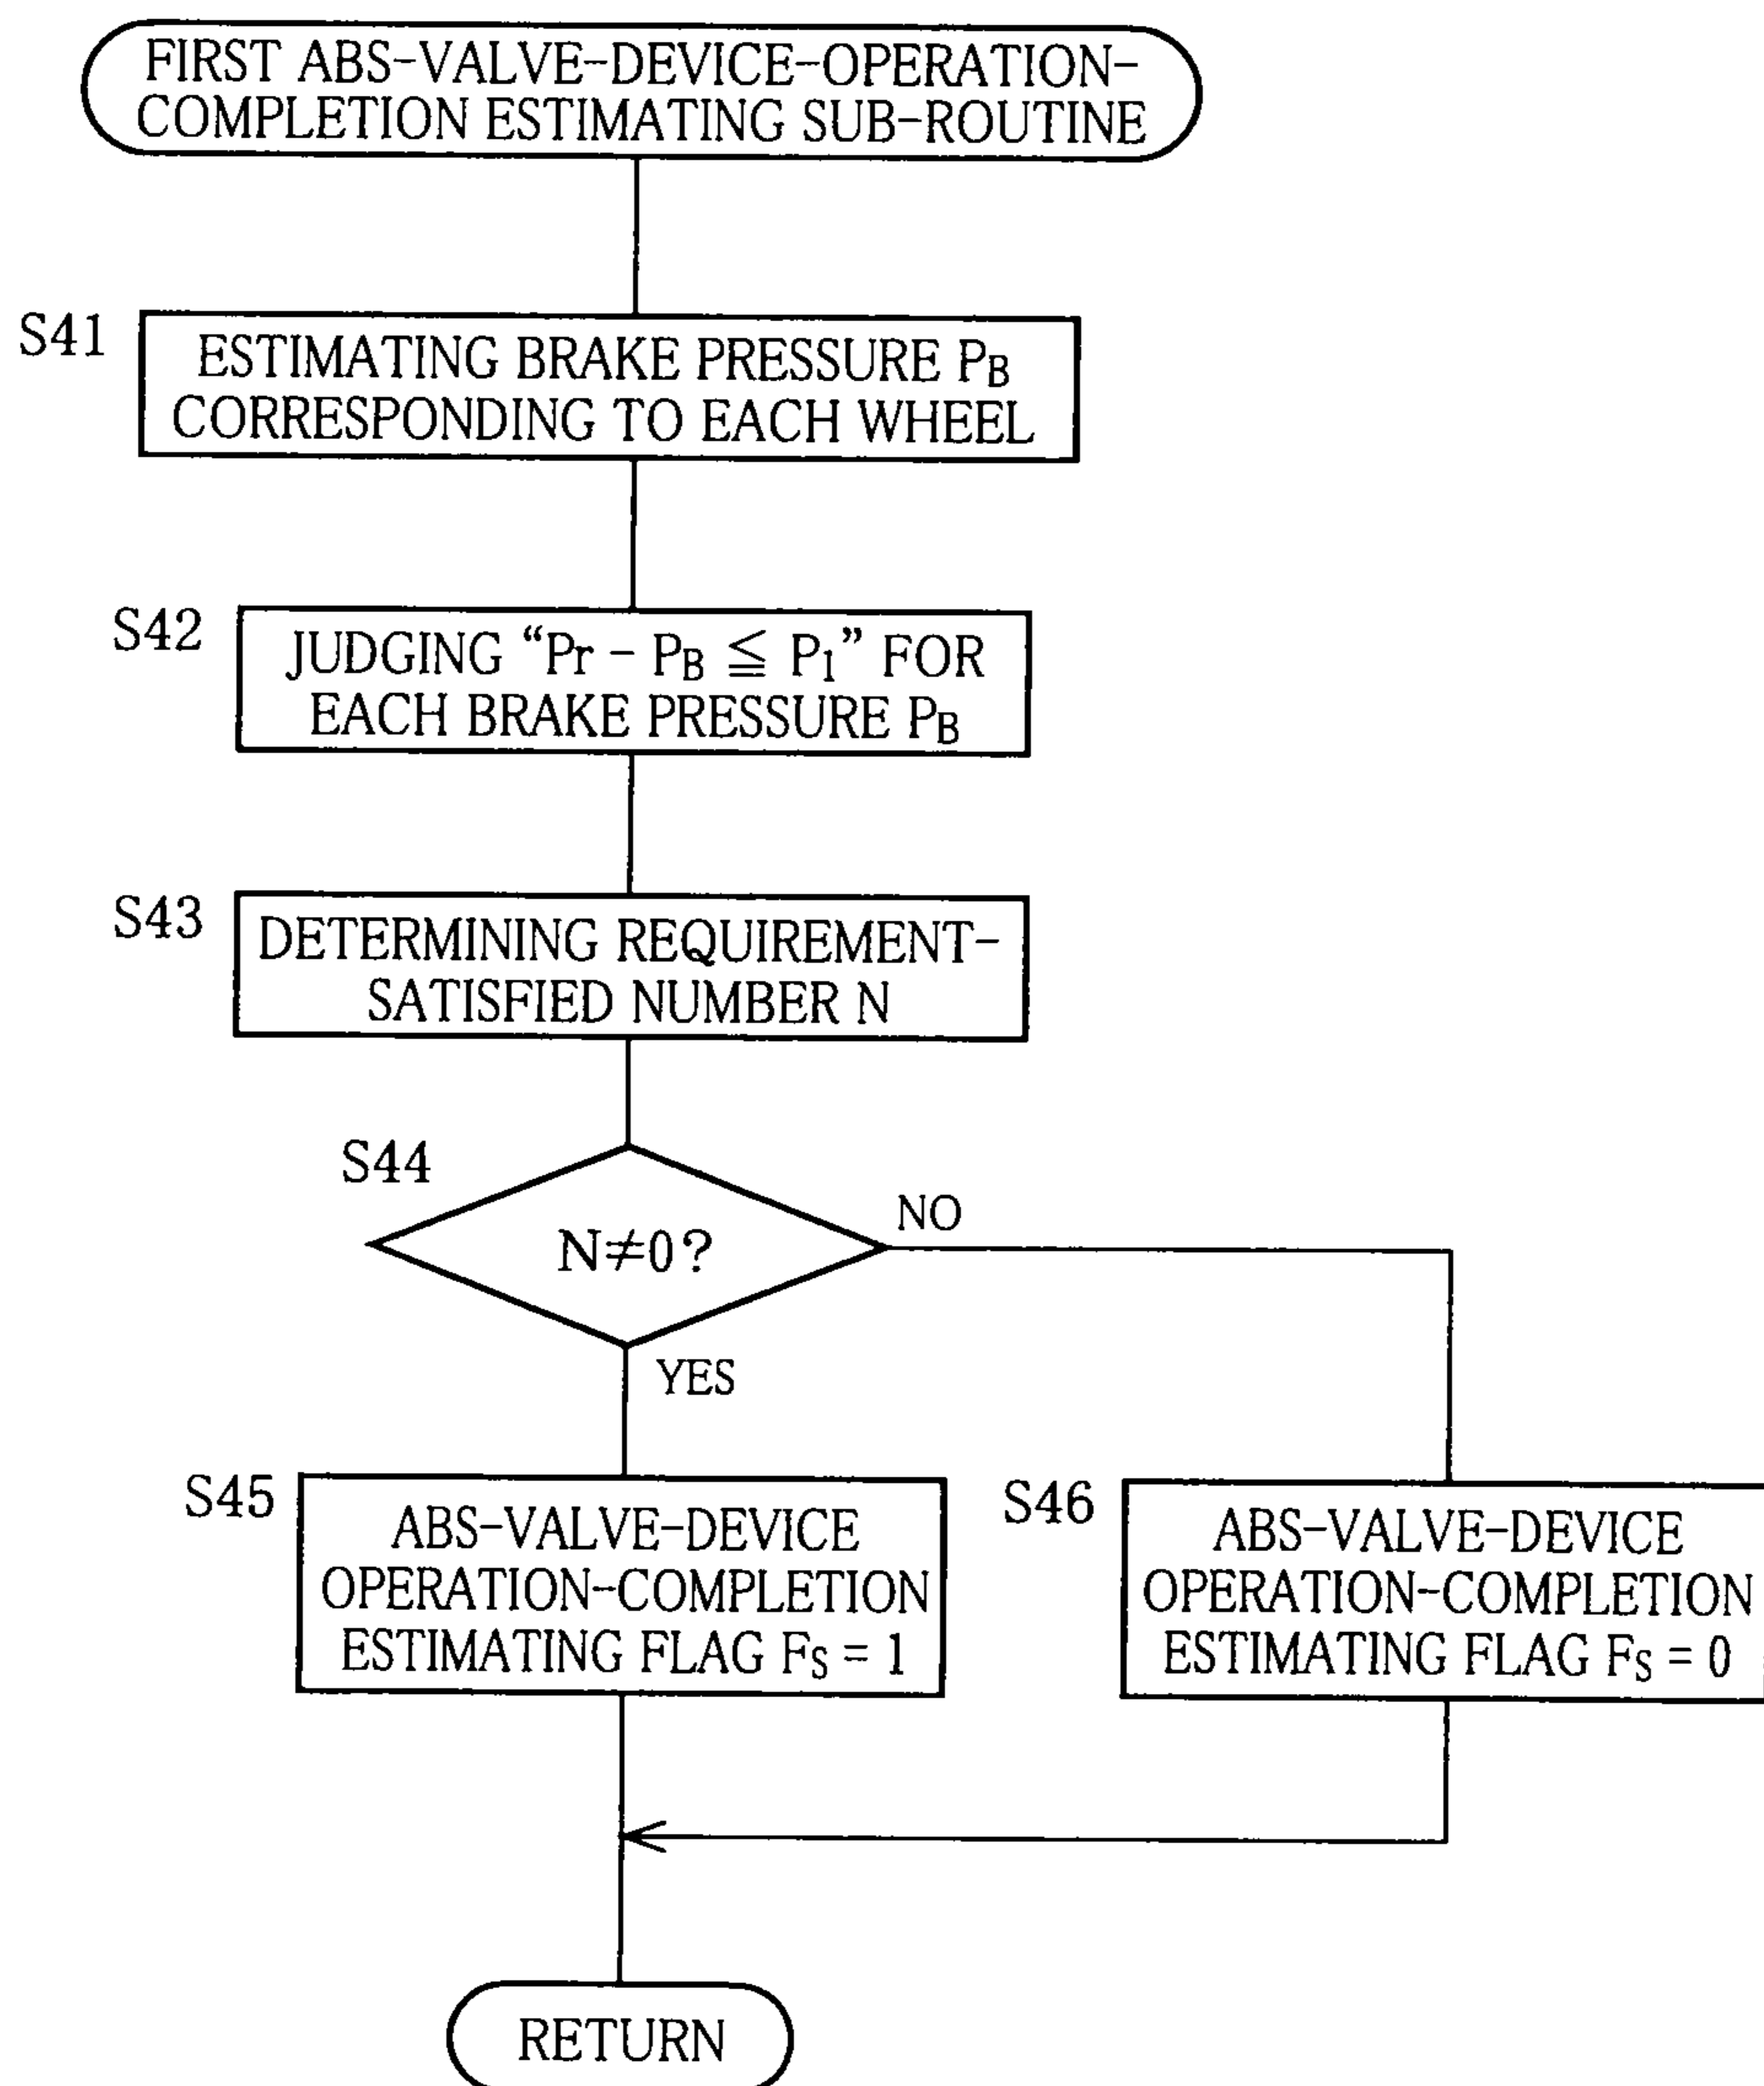 FIRST ABS-VALVE-DEVICE-OPERATION-
COMPLETION ESTIMATING SUB-ROUTINE
S41
ESTIMATING BRAKE PRESSURE PB
CORRESPONDING TO EACH WHEEL
S42
JUDGING “Pr - PB ≦ P1” FOR
EACH BRAKE PRESSURE PB
S43
DETERMINING REQUIREMENT-
SATISFIED NUMBER N
S44
N≠0?
NO
YES
S45
ABS-VALVE-DEVICE
OPERATION-COMPLETION
ESTIMATING FLAG FS = 1
S46
ABS-VALVE-DEVICE
OPERATION-COMPLETION
ESTIMATING FLAG FS = 0
RETURN